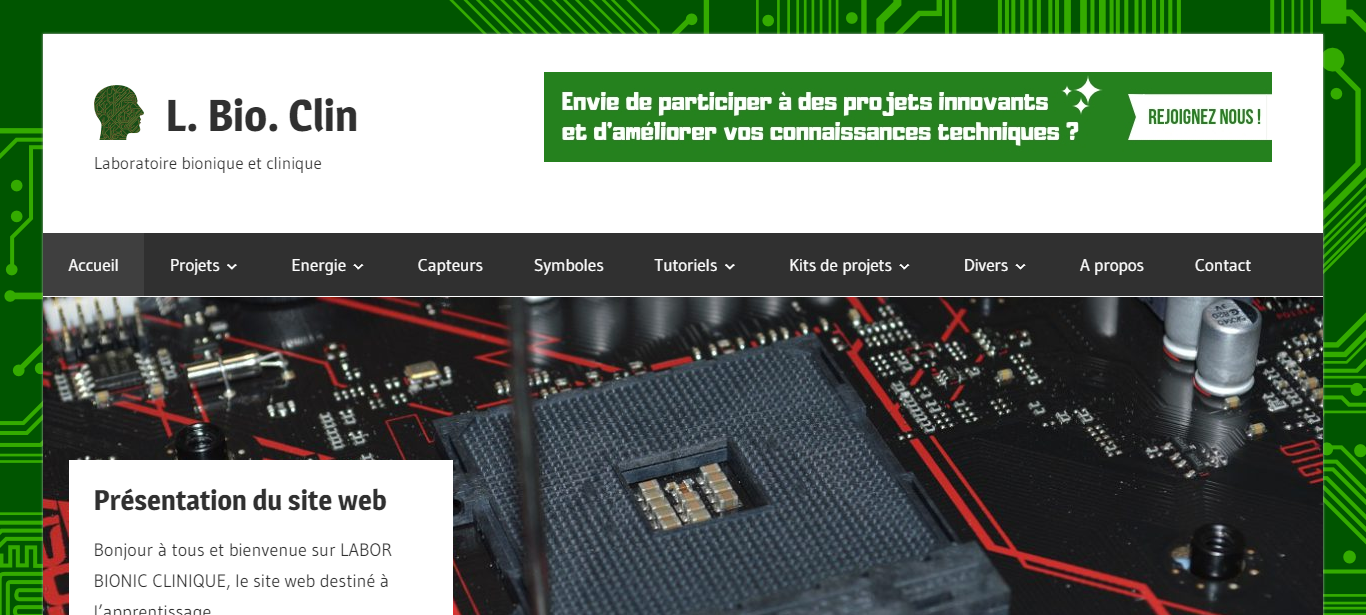 L. Bio. Clin
Laboratoire bionique et clinique
Envie de participer à des projets innovants
et d'améliorer vos connaissances techniques ?
REJOIGNEZ NOUS !
Accueil
Projets
Energie
Capteurs
Symboles
Tutoriels
Kits de projets
Divers
A propos
Contact
Présentation du site web
Bonjour à tous et bienvenue sur LABOR
BIONIC CLINIQUE, le site web destiné à
l’apprentissage
DIGI